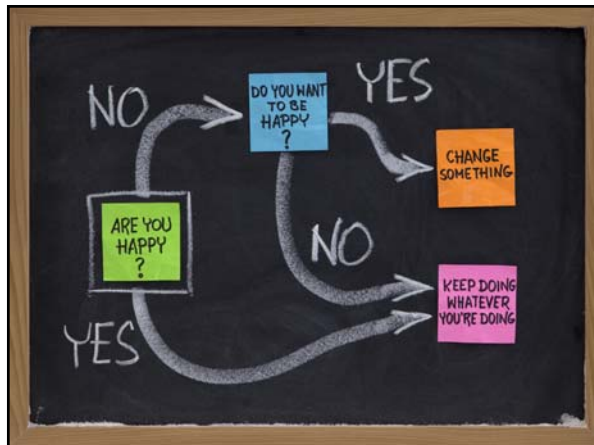 NO
DO YOU WANT
TO BE
HAPPY
?
YES
CHANGE
SOMETHING
ARE YOU
HAPPY
?
NO
KEEP DOING
WHATEVER
YOU'RE DOING
YES